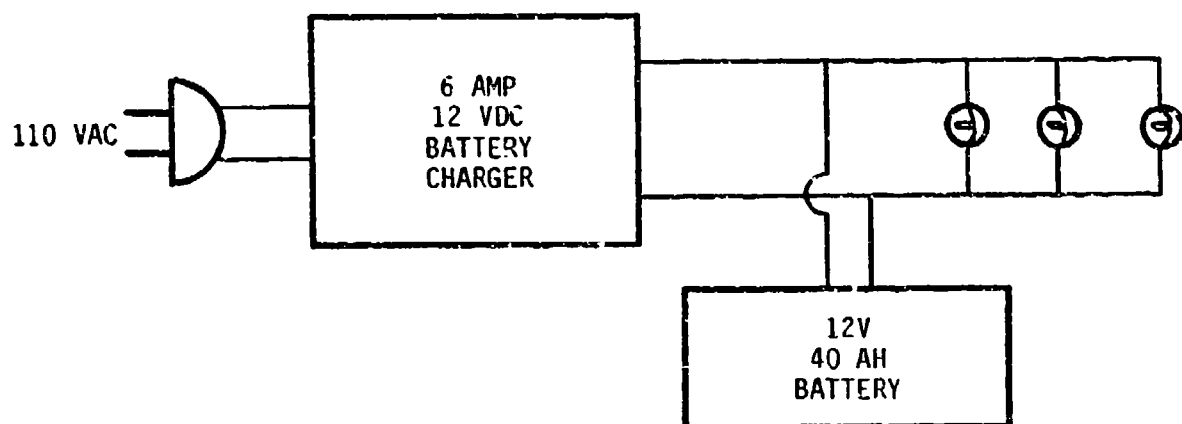 110 VAC
6 AMP
12 VDC
BATTERY
CHARGER
12V
40 AH
BATTERY